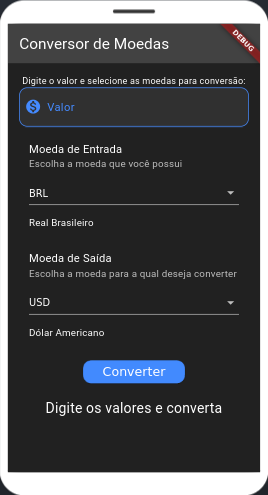 DEBUG
Conversor de Moedas
Digite o valor e selecione as moedas para conversão:
Valor
Moeda de Entrada
Escolha a moeda que você possui
BRL
Real Brasileiro
Moeda de Saída
Escolha a moeda para a qual deseja converter
USD
Dólar Americano
Converter
Digite os valores e converta